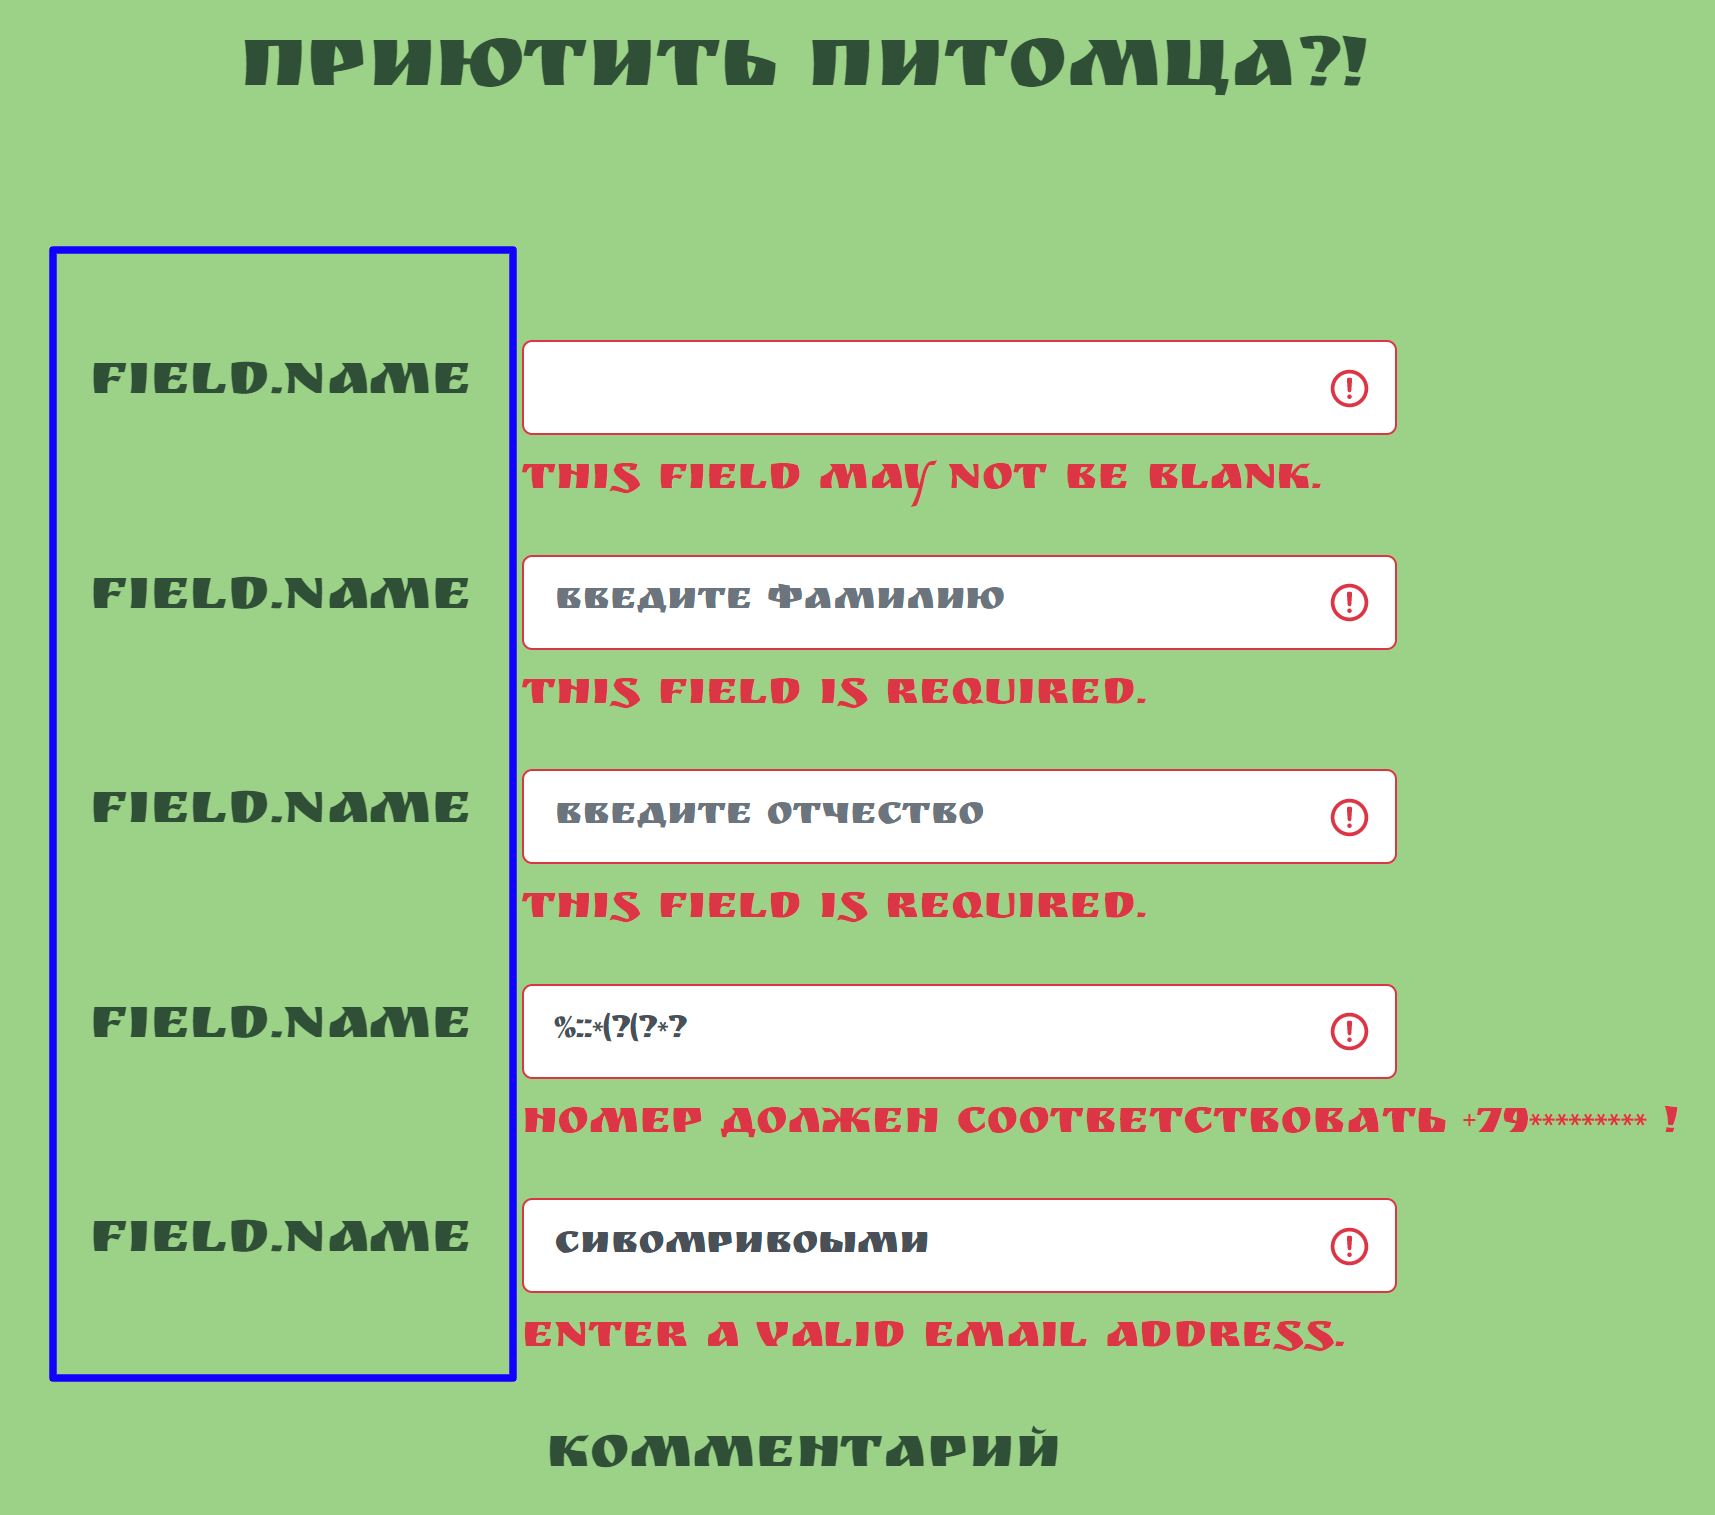 ПРИЮТИТЬ ПИТОМЦА?!
FIELD.NAME
THIS FIELD MAY NOT BE BLANK.
FIELD.NAME ВВЕДИТЕ ФАМИЛИЮ
THIS FIELD IS REQUIRED.
FIELD.NAME ВВЕДИТЕ ОТЧЕСТВО
THIS FIELD IS REQUIRED.
FIELD.NAME %::*(?(?*?
НОМЕР ДОЛЖЕН СООТВЕТСТВОВАТЬ +79********* !
FIELD.NAME СИВОМРИВОЫМИ
ENTER A VALID EMAIL ADDRESS.
КОММЕНТАРИЙ